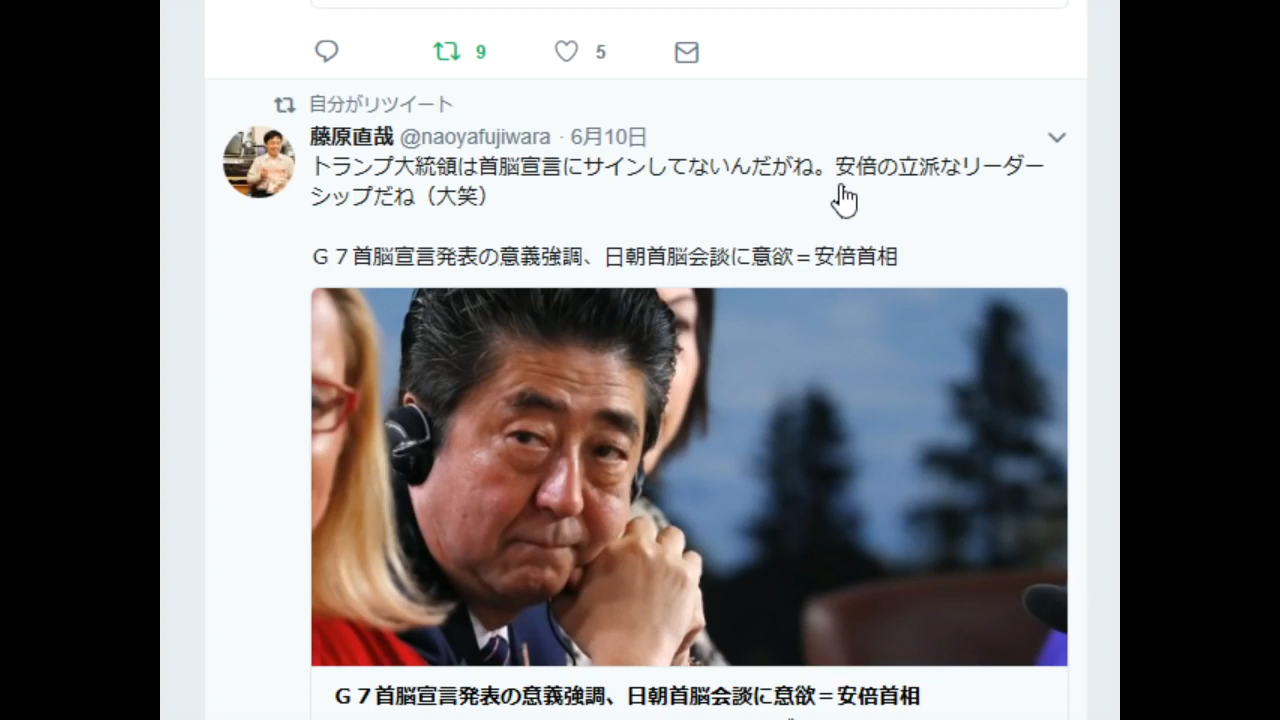 9
5
自分がリツイート
藤原直哉 @naoyafujiwara · 6月10日
トランプ大統領は首脳宣言にサインしてないんだがね。安倍の立派なリーダー
シップだね（大笑）
Ｇ７首脳宣言発表の意義強調、日朝首脳会談に意欲＝安倍首相
Ｇ７首脳宣言発表の意義強調、日朝首脳会談に意欲＝安倍首相